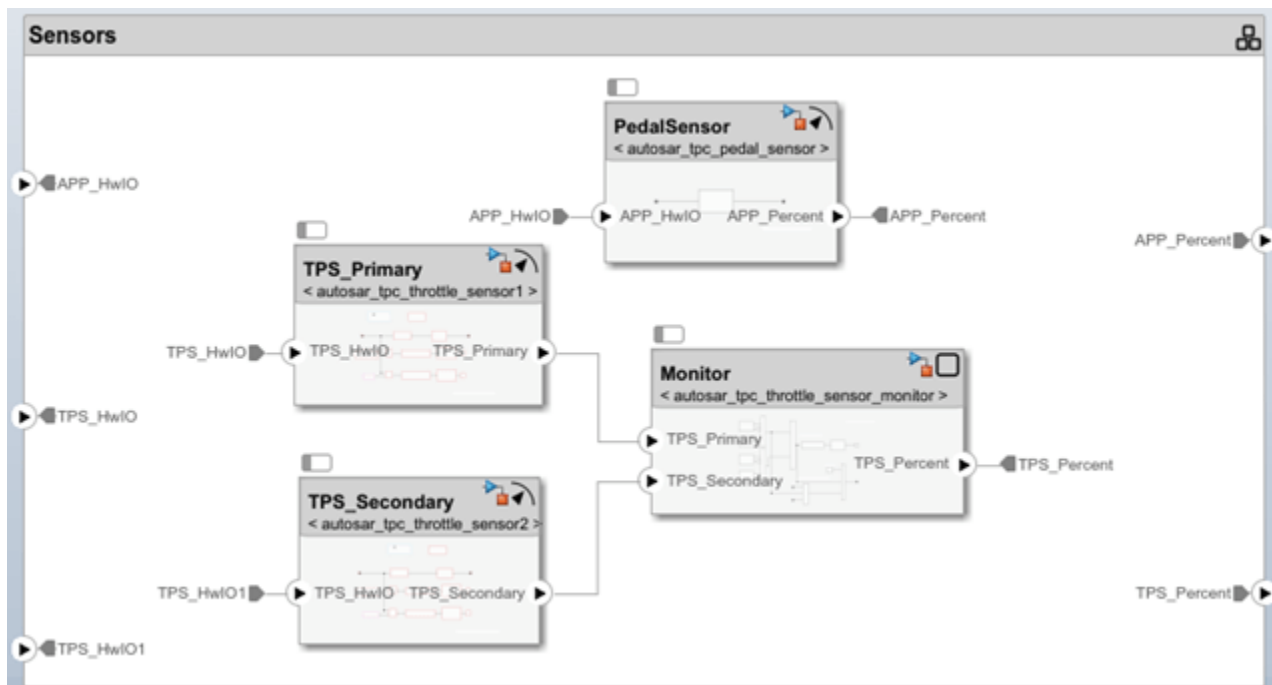 Sensors
PedalSensor
< autosar_tpc_pedal_sensor >
APP_HwIO
APP_HwIO
APP_HwIO
APP_Percent
APP_Percent
APP_Percent
TPS_Primary
< autosar_tpc_throttle_sensor1 >
TPS_HwIO
TPS_HwIO
TPS_Primary
Monitor
< autosar_tpc_throttle_sensor_monitor >
TPS_HwIO
TPS_Primary
TPS_Percent
TPS_Percent
TPS_Secondary
TPS_Secondary
< autosar_tpc_throttle_sensor2 >
TPS_HwIO1
TPS_HwIO
TPS_Secondary
TPS_Percent
TPS_HwIO1